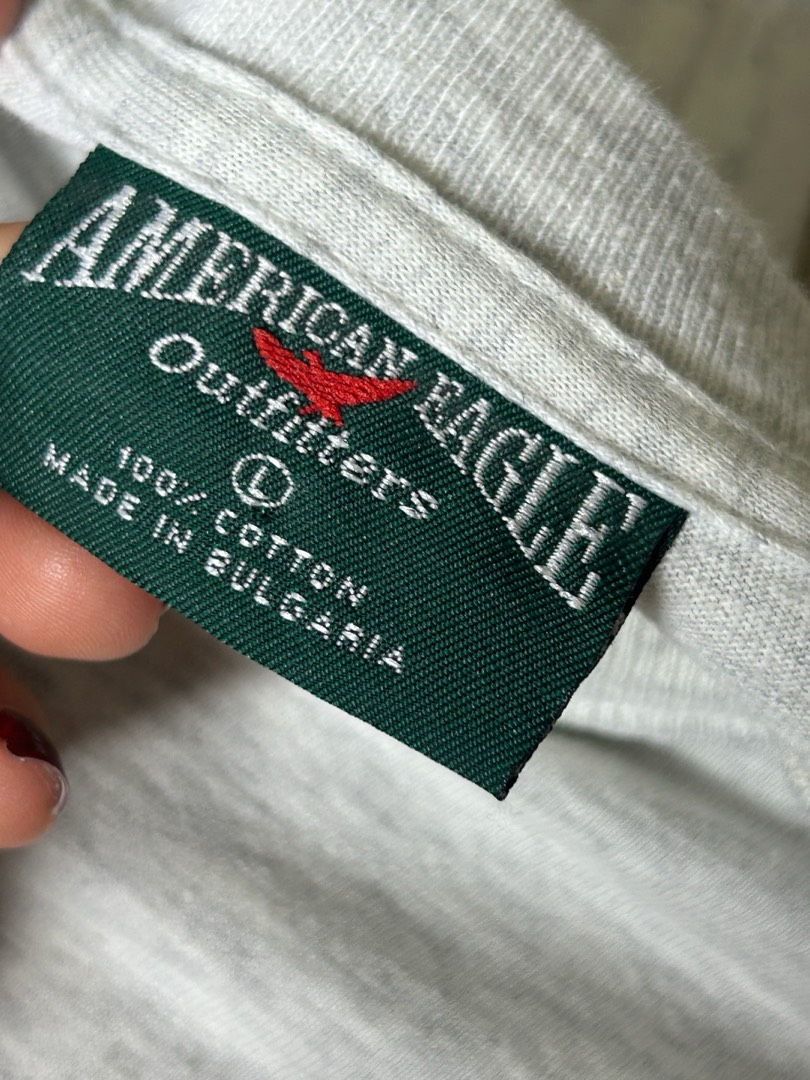 AMERICAN EAGLE
Outfitters
L
100% COTTON
MADE IN BULGARIA